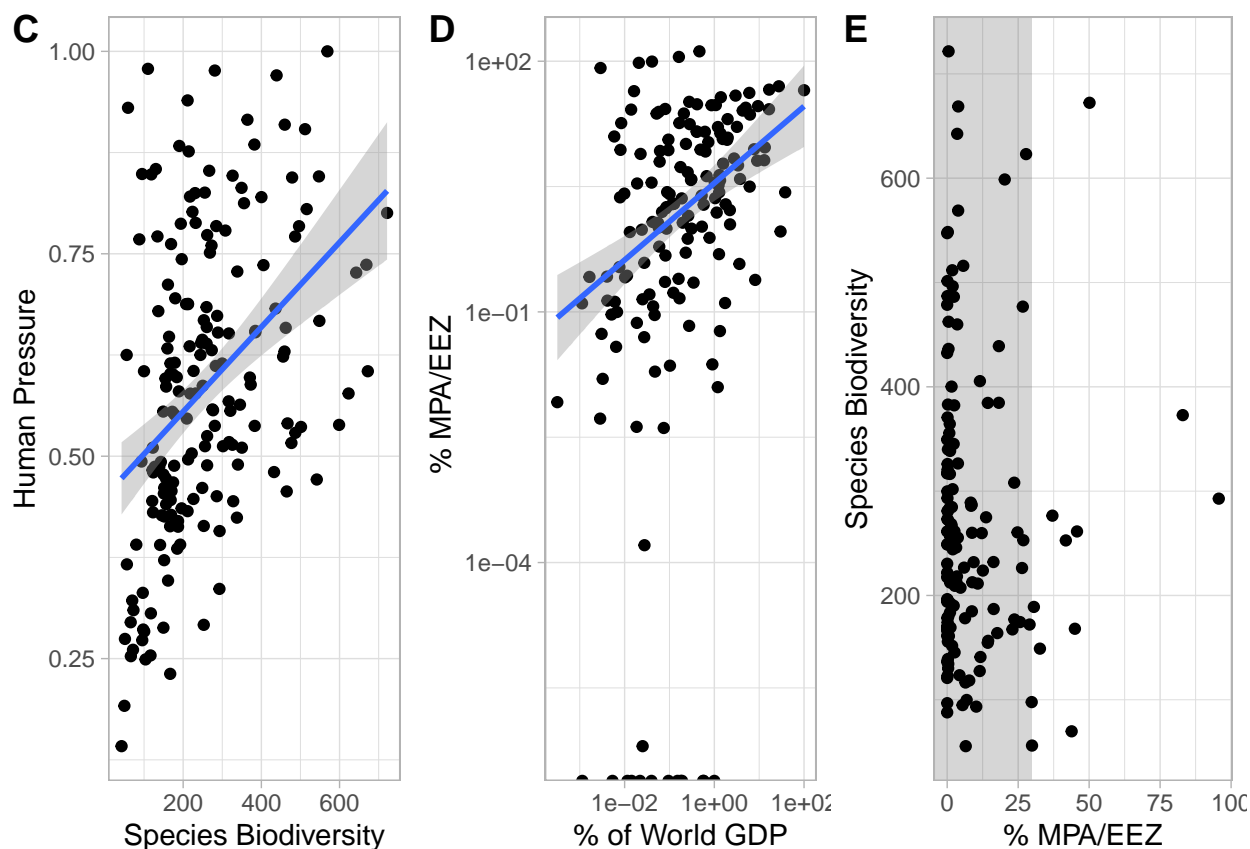 C
Human Pressure
1.00
0.75
0.50
0.25
200 400 600
Species Biodiversity
D
% MPA/EEZ
1e+02
1e−01
1e−04
1e−02 1e+00 1e+02
% of World GDP
E
Species Biodiversity
600
400
200
0 25 50 75 100
% MPA/EEZ